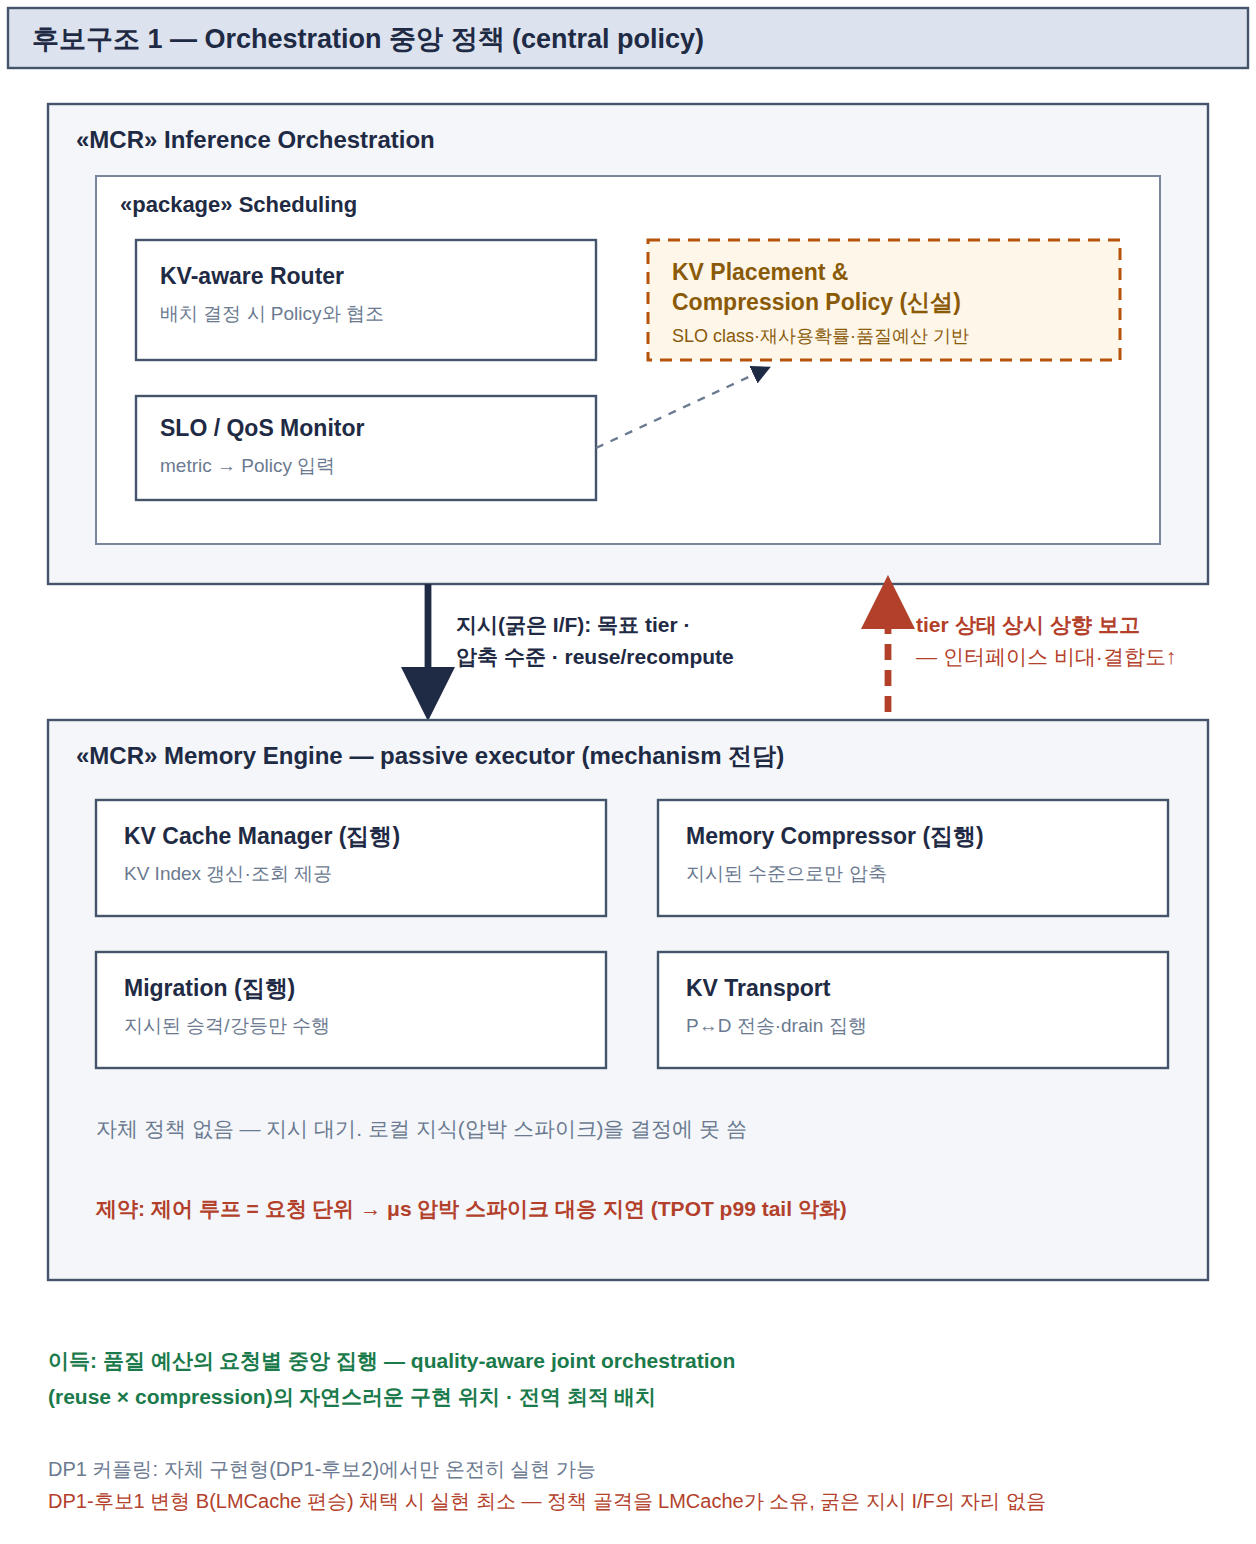 후보구조 1 — Orchestration 중앙 정책 (central policy)
«MCR» Inference Orchestration
«package» Scheduling
KV-aware Router
배치 결정 시 Policy와 협조
KV Placement &
Compression Policy (신설)
SLO class·재사용확률·품질예산 기반
SLO / QoS Monitor
metric → Policy 입력
지시(굵은 I/F): 목표 tier ·
압축 수준 · reuse/recompute
tier 상태 상시 상향 보고
— 인터페이스 비대·결합도↑
«MCR» Memory Engine — passive executor (mechanism 전담)
KV Cache Manager (집행)
KV Index 갱신·조회 제공
Memory Compressor (집행)
지시된 수준으로만 압축
Migration (집행)
지시된 승격/강등만 수행
KV Transport
P↔D 전송·drain 집행
자체 정책 없음 — 지시 대기. 로컬 지식(압박 스파이크)을 결정에 못 씀
제약: 제어 루프 = 요청 단위 → μs 압박 스파이크 대응 지연 (TPOT p99 tail 악화)
이득: 품질 예산의 요청별 중앙 집행 — quality-aware joint orchestration
(reuse × compression)의 자연스러운 구현 위치 · 전역 최적 배치
DP1 커플링: 자체 구현형(DP1-후보2)에서만 온전히 실현 가능
DP1-후보1 변형 B(LMCache 편승) 채택 시 실현 최소 — 정책 골격을 LMCache가 소유, 굵은 지시 I/F의 자리 없음